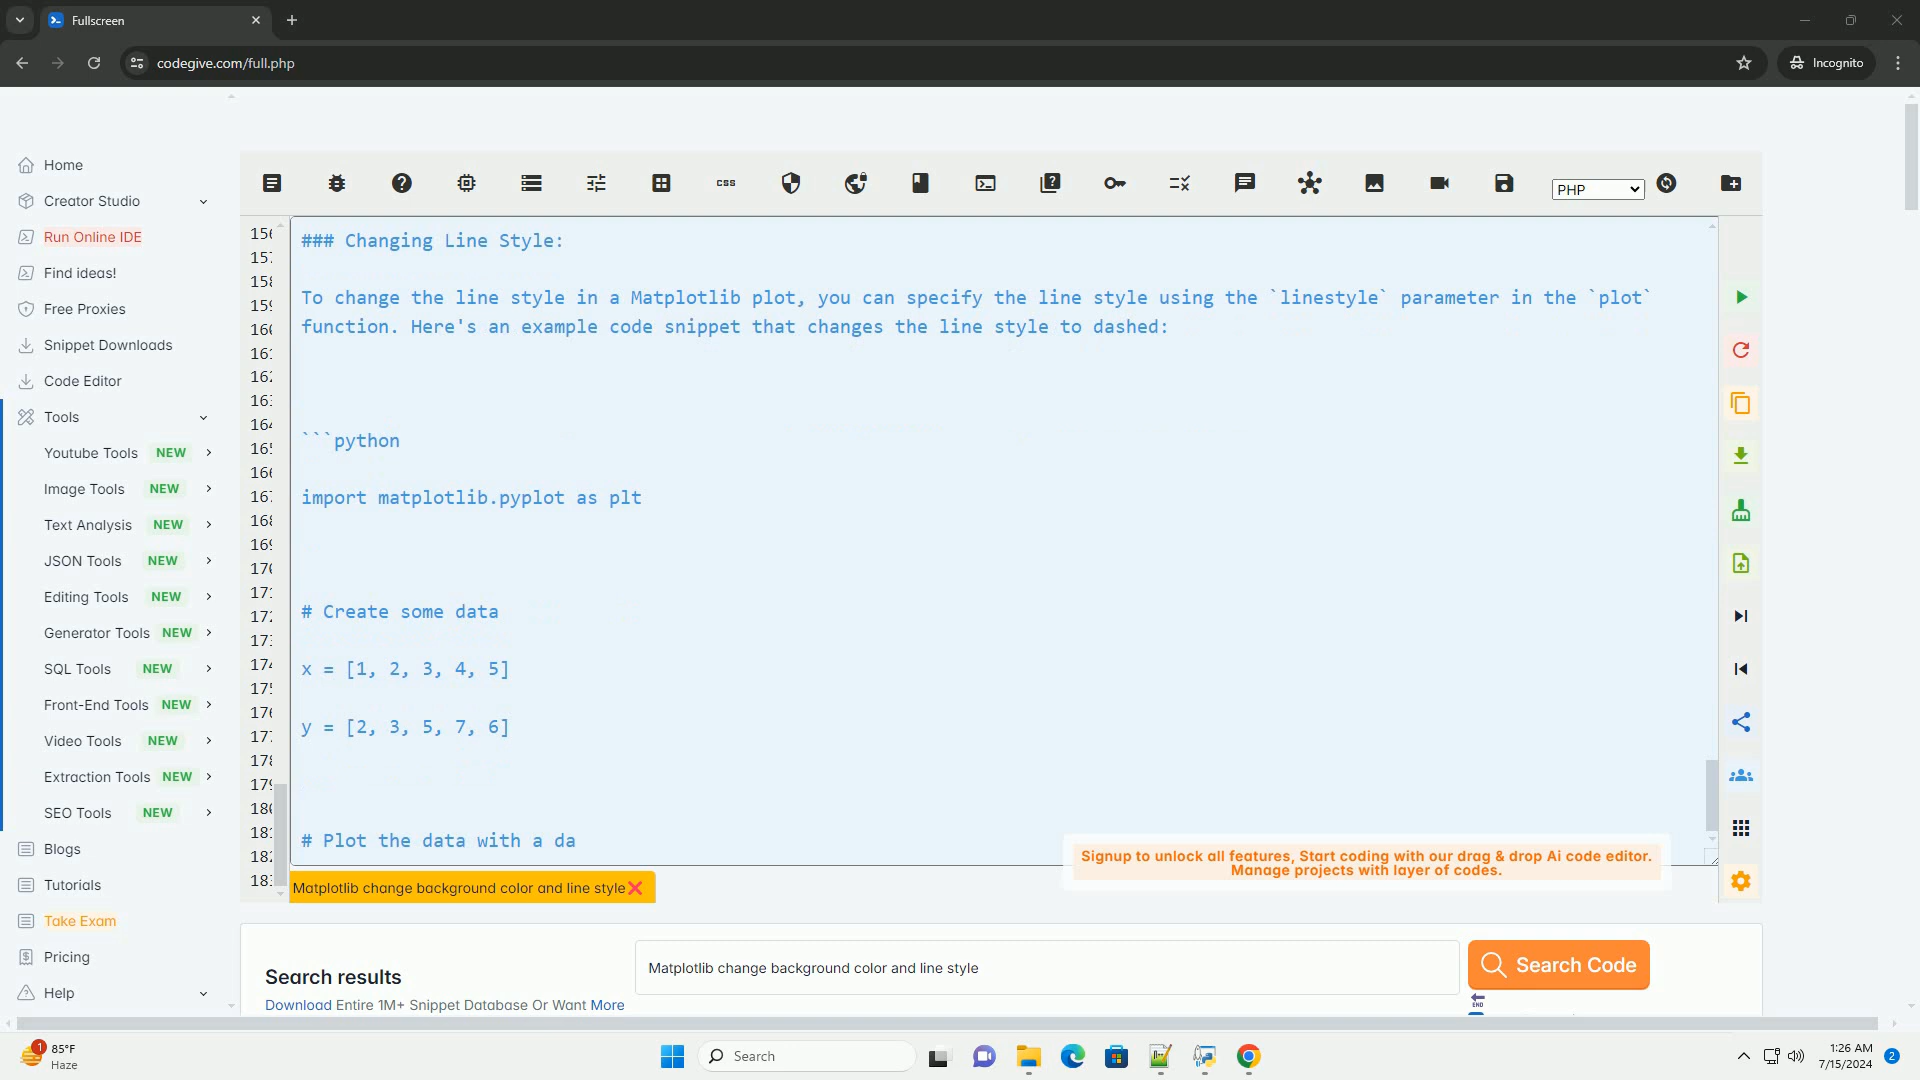 Fullscreen
codegive.com/full.php
Incognito
Home
Creator Studio
Run Online IDE
Find ideas!
Free Proxies
Snippet Downloads
Code Editor
Tools
Youtube Tools NEW
Image Tools NEW
Text Analysis NEW
JSON Tools NEW
Editing Tools NEW
Generator Tools NEW
SQL Tools NEW
Front-End Tools NEW
Video Tools NEW
Extraction Tools NEW
SEO Tools NEW
Blogs
Tutorials
Take Exam
Pricing
Help
css
PHP
### Changing Line Style:
To change the line style in a Matplotlib plot, you can specify the line style using the `linestyle` parameter in the `plot`
function. Here's an example code snippet that changes the line style to dashed:
```python
import matplotlib.pyplot as plt
# Create some data
x = [1, 2, 3, 4, 5]
y = [2, 3, 5, 7, 6]
# Plot the data with a da
Signup to unlock all features, Start coding with our drag & drop Ai code editor.
Manage projects with layer of codes.
Matplotlib change background color and line style
Search results
Download Entire 1M+ Snippet Database Or Want More
Matplotlib change background color and line style
Search Code
END
1
85°F
Haze
Search
1:26 AM
7/15/2024
2